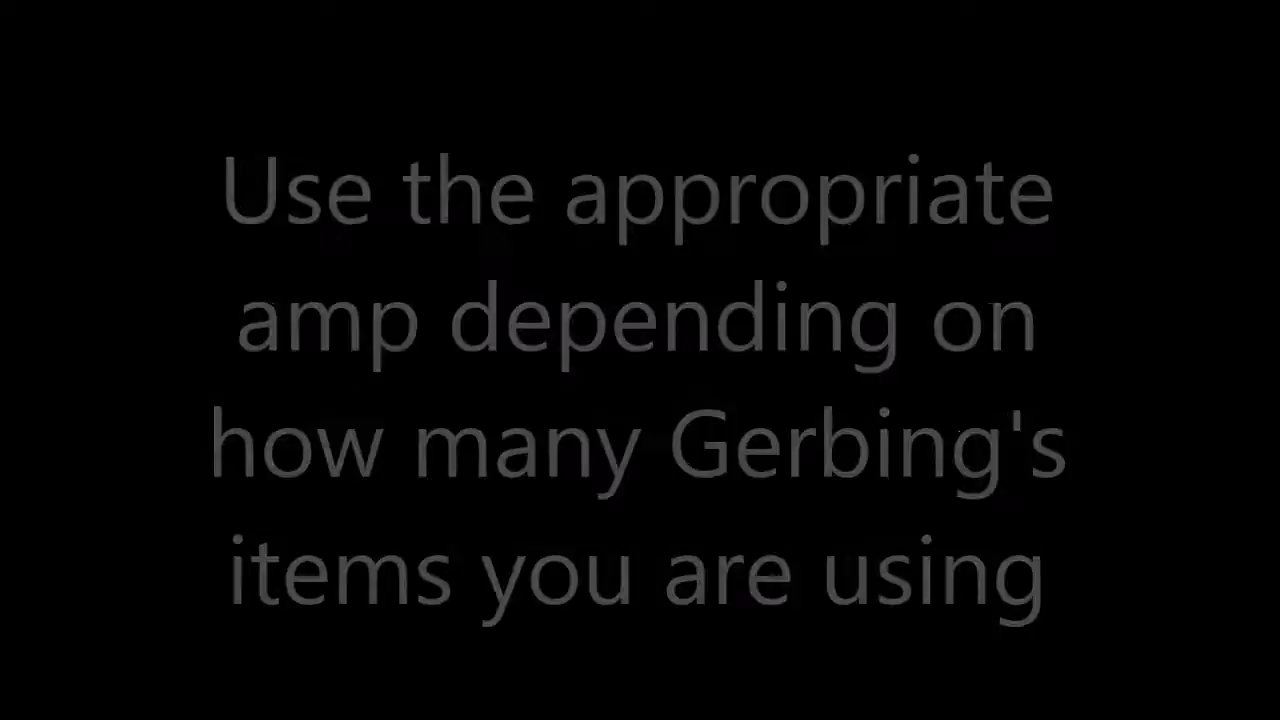 Use the appropriate
amp depending on
how many Gerbing's
items you are using